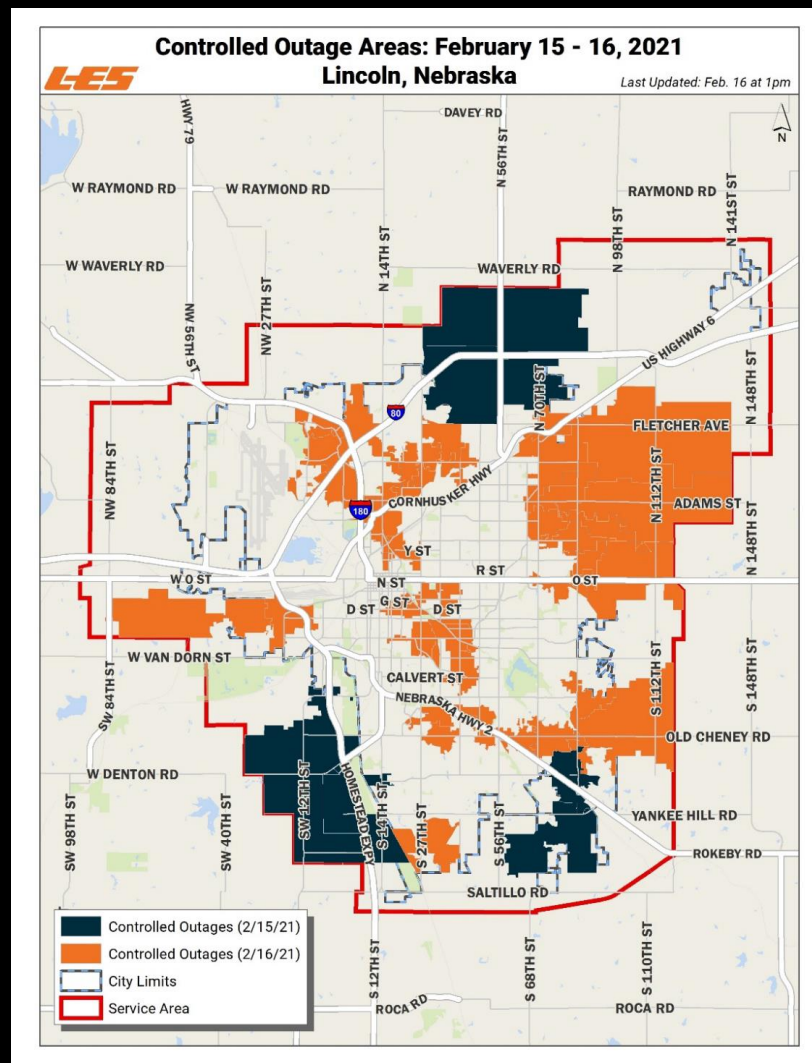 Controlled Outage Areas: February 15 - 16, 2021
LES
Lincoln, Nebraska
Last Updated: Feb. 16 at 1pm
N
DAVEY RD
HWY 79
N 56TH ST
W RAYMOND RD
W RAYMOND RD
RAYMOND RD
N 141ST ST
N 14TH ST
N 98TH ST
W WAVERLY RD
WAVERLY RD
NW 27TH ST
NW 56TH ST
US HIGHWAY 6
N 70TH ST
N 148TH ST
80
FLETCHER AVE
NW 84TH ST
N 112TH ST
CORNHUSKER HWY
ADAMS ST
180
N 148TH ST
Y ST
R ST
W O ST
N ST
O ST
G ST
D ST
D ST
W VAN DORN ST
CALVERT ST
SW 84TH ST
S 112TH ST
S 148TH ST
NEBRASKA HWY 2
OLD CHENEY RD
W DENTON RD
HOMESTEAD EXPY
SW 12TH ST
S 14TH ST
SW 98TH ST
SW 40TH ST
S 27TH ST
S 56TH ST
YANKEE HILL RD
ROKEBY RD
SALTILLO RD
Controlled Outages (2/15/21)
Controlled Outages (2/16/21)
City Limits
Service Area
S 12TH ST
S 68TH ST
S 110TH ST
ROCA RD
ROCA RD